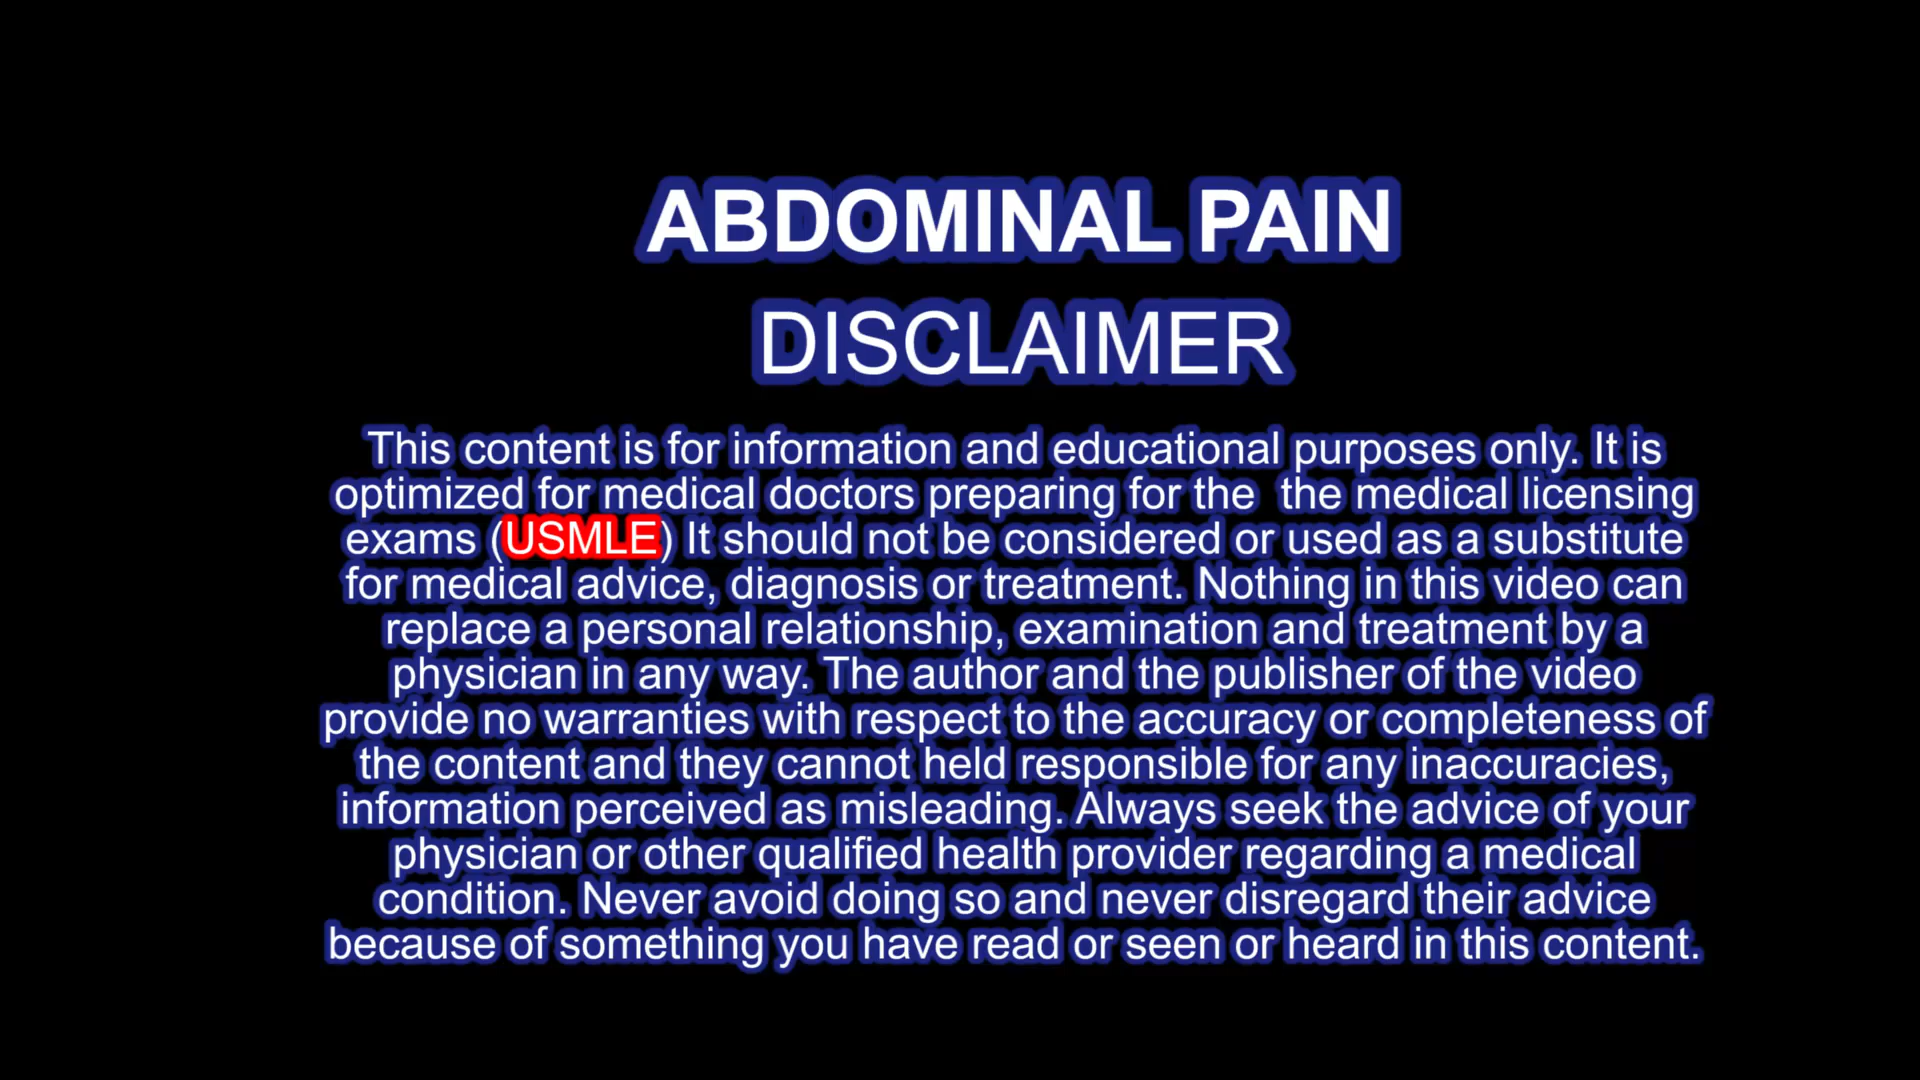 ABDOMINAL PAIN
DISCLAIMER
This content is for information and educational purposes only. It is
optimized for medical doctors preparing for the  the medical licensing
exams (USMLE) It should not be considered or used as a substitute
for medical advice, diagnosis or treatment. Nothing in this video can
replace a personal relationship, examination and treatment by a
physician in any way. The author and the publisher of the video
provide no warranties with respect to the accuracy or completeness of
the content and they cannot held responsible for any inaccuracies,
information perceived as misleading. Always seek the advice of your
physician or other qualified health provider regarding a medical
condition. Never avoid doing so and never disregard their advice
because of something you have read or seen or heard in this content.